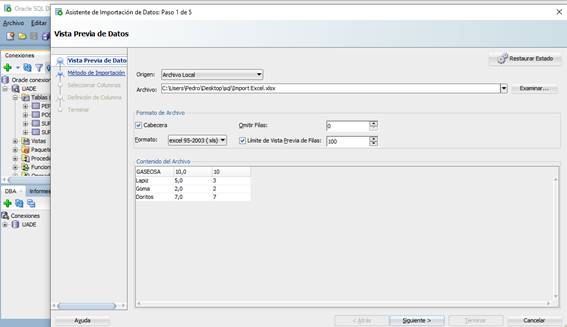 Oracle SQL D
Archivo Editar
Conexiones
Oracle conexion
UADE
Tablas (
PEP
POS
SUP
SUP
Vistas
Paquete
Procedi
Funcion
DBA
Informes
Conexiones
UADE
Asistente de Importación de Datos: Paso 1 de 5
Vista Previa de Datos
Vista Previa de Dato
Método de Importación
Seleccionar Columnas
Definición de Columna
Terminar
Restaurar Estado
Origen: Archivo Local
Archivo: C:\Users\Pedro\Desktop\sql\Import Excel.xlsx Examinar...
Formato de Archivo
Cabecera Omitir Filas: 0
Formato: excel 95-2003 (xls) Límite de Vista Previa de Filas: 100
Contenido del Archivo
GASEOSA 10,0 10
Lapiz 5,0 3
Goma 2,0 2
Doritos 7,0 7
Ayuda < Atrás Siguiente > Terminar Cancelar